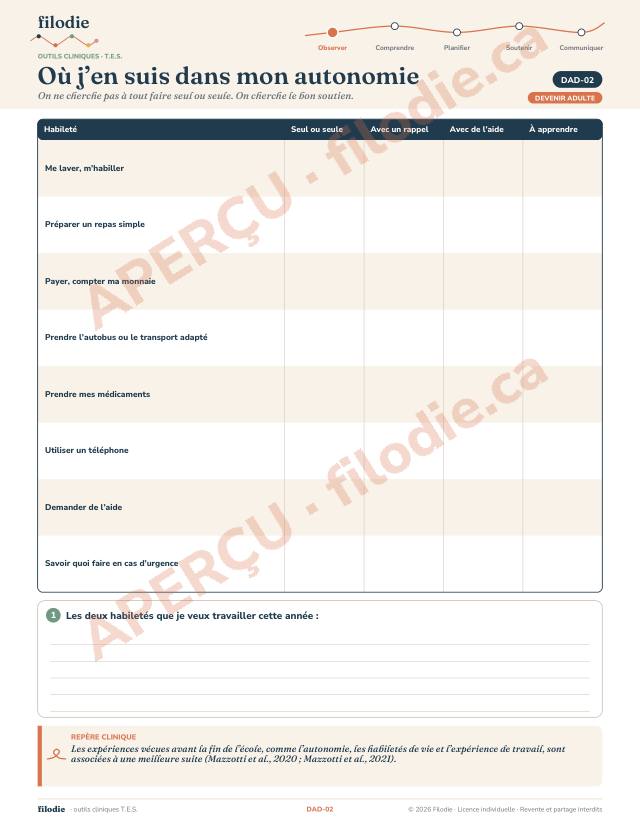 filodie
OUTILS CLINIQUES · T.E.S.
Observer Comprendre Planifier Soutenir Communiquer
Où j'en suis dans mon autonomie
On ne cherche pas à tout faire seul ou seule. On cherche le bon soutien.
DAD-02
DEVENIR ADULTE
Habileté Seul ou seule Avec un rappel Avec de l'aide À apprendre
Me laver, m'habiller
Préparer un repas simple
Payer, compter ma monnaie
Prendre l'autobus ou le transport adapté
Prendre mes médicaments
Utiliser un téléphone
Demander de l'aide
Savoir quoi faire en cas d'urgence
APERÇU · filodie.ca
APERÇU · filodie.ca
1 Les deux habiletés que je veux travailler cette année :
REPÈRE CLINIQUE
Les expériences vécues avant la fin de l'école, comme l'autonomie, les habiletés de vie et l'expérience de travail, sont
associées à une meilleure suite (Mazzotti et al., 2020 ; Mazzotti et al., 2021).
filodie · outils cliniques T.E.S. DAD-02 © 2026 Filodie · Licence individuelle · Revente et partage interdits